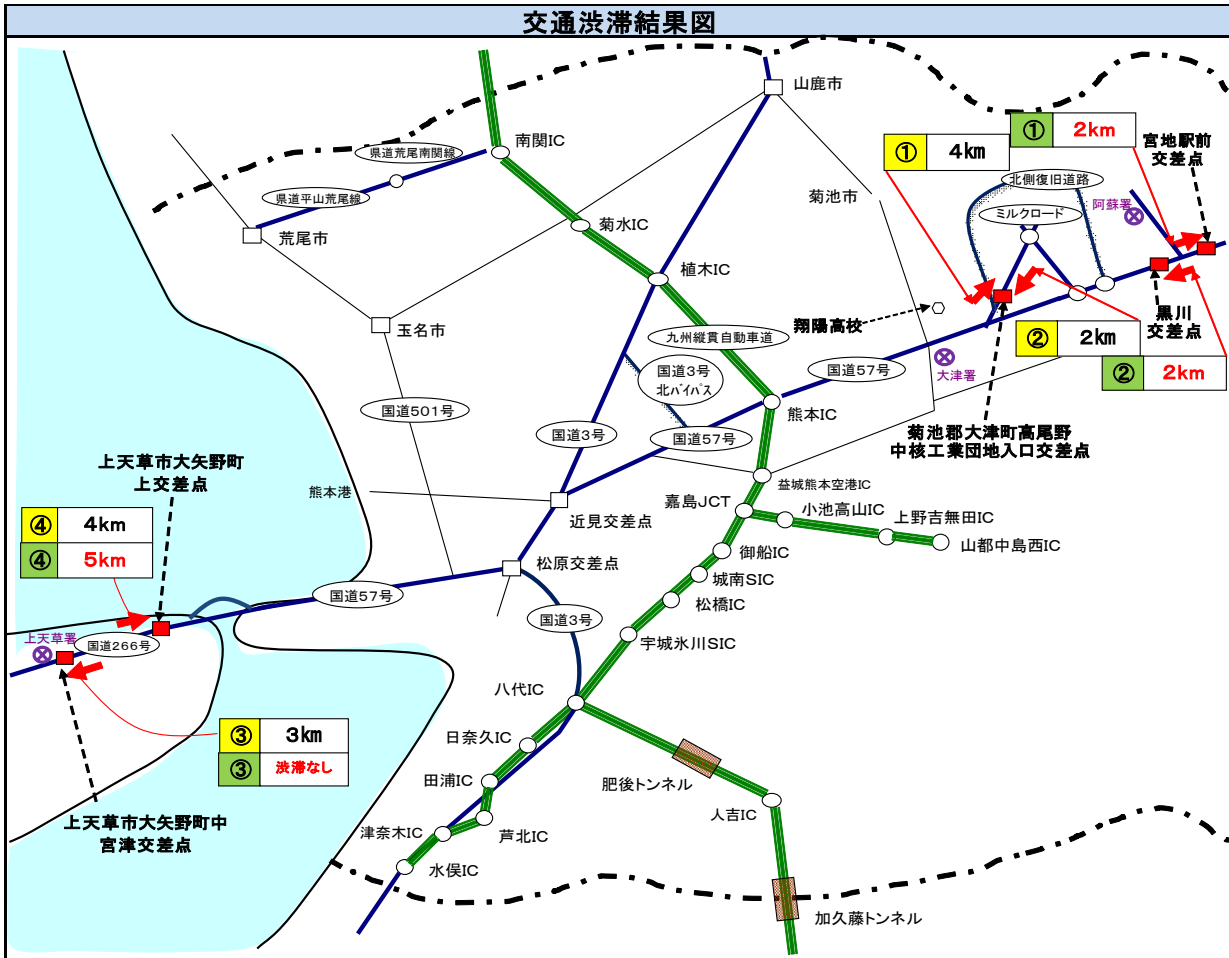 交通渋滞結果図
山鹿市
南関IC
県道荒尾南関線
県道平山荒尾線
荒尾市
菊水IC
菊池市
① 2km
① 4km
宮地駅前
交差点
北側復旧道路
阿蘇署
ミルクロード
植木IC
玉名市
翔陽高校
九州縦貫自動車道
黒川
交差点
② 2km
② 2km
国道3号
北バイパス
国道57号
大津署
国道501号
熊本IC
国道3号
国道57号
菊池郡大津町高尾野
中核工業団地入口交差点
上天草市大矢野町
上交差点
熊本港
益城熊本空港IC
近見交差点
嘉島JCT
小池高山IC
上野吉無田IC
山都中島西IC
④ 4km
④ 5km
御船IC
松原交差点
城南SIC
国道57号
松橋IC
国道3号
上天草署
国道266号
宇城氷川SIC
八代IC
③ 3km
③ 渋滞なし
日奈久IC
田浦IC
肥後トンネル
人吉IC
上天草市大矢野町中
宮津交差点
津奈木IC
芦北IC
水俣IC
加久藤トンネル